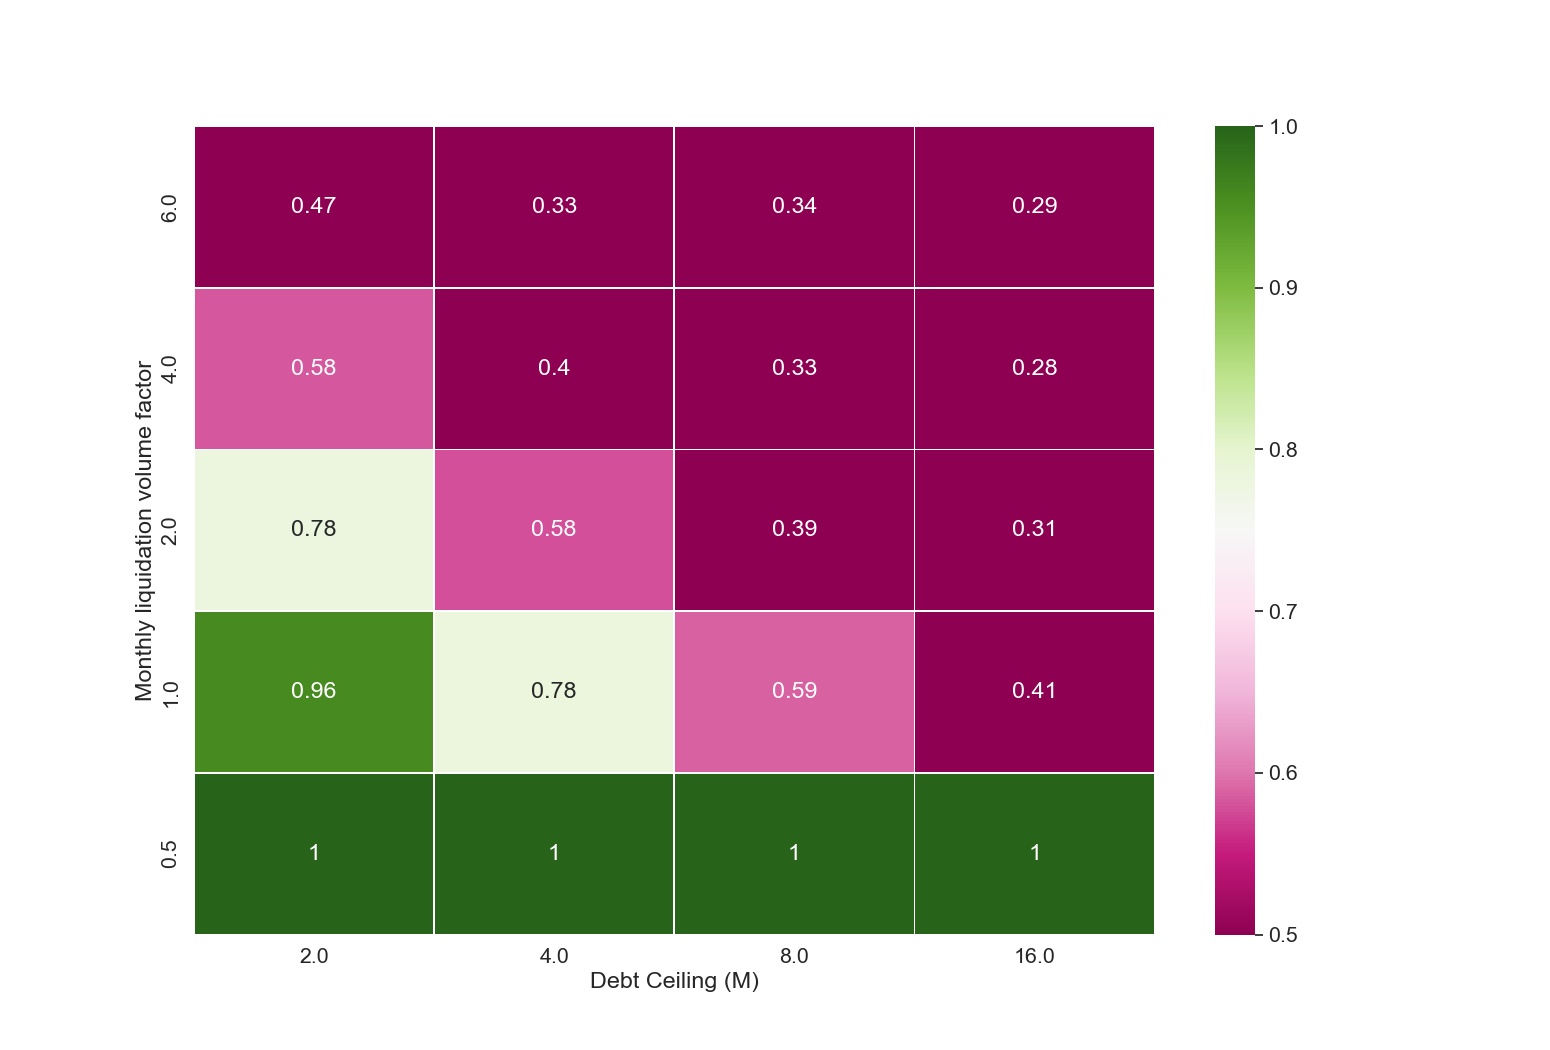 1.0
6.0 0.47 0.33 0.34 0.29
0.9
4.0 0.58 0.4 0.33 0.28
0.8
Monthly liquidation volume factor
2.0 0.78 0.58 0.39 0.31
0.7
1.0 0.96 0.78 0.59 0.41
0.6
0.5 1 1 1 1
0.5
2.0 4.0 8.0 16.0
Debt Ceiling (M)